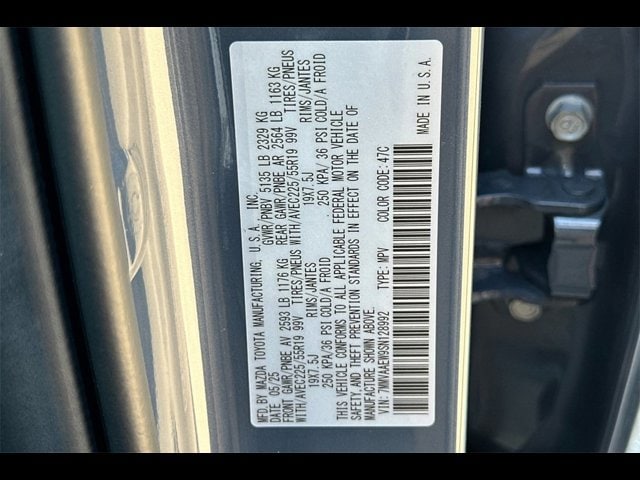 MFD. BY MAZDA TOYOTA MANUFACTURING, U.S.A., INC.
DATE: 05/25 GVWR/PNBV 5135 LB 2329 KG
FRONT GAWR/PNBE AV 2593 LB 1176 KG REAR GAWR/PNBE AR 2564 LB 1163 KG
WITH/AVEC225/55R19 99V TIRES/PNEUS WITH/AVEC225/55R19 99V TIRES/PNEUS
19X7.5J RIMS/JANTES 19X7.5J RIMS/JANTES
250 KPA/36 PSI COLD/A FROID 250 KPA/ 36 PSI COLD/A FROID
THIS VEHICLE CONFORMS TO ALL APPLICABLE FEDERAL MOTOR VEHICLE
SAFETY, AND THEFT PREVENTION STANDARDS IN EFFECT ON THE DATE OF
MANUFACTURE SHOWN ABOVE.
VIN: 7MMVAAEW9SN128992 TYPE: MPV COLOR CODE: 47C
MADE IN U.S.A.